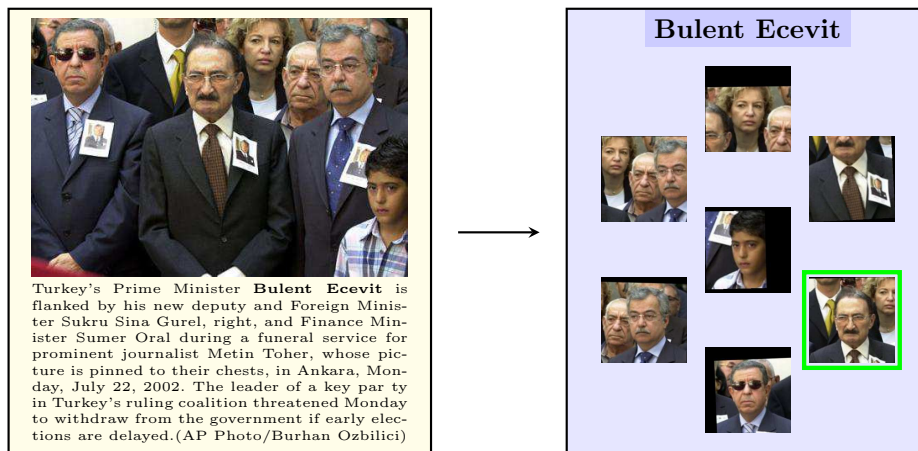 Bulent Ecevit
Turkey's Prime Minister Bulent Ecevit is
flanked by his new deputy and Foreign Minis-
ter Sukru Sina Gurel, right, and Finance Min-
ister Sumer Oral during a funeral service for
prominent journalist Metin Toher, whose pic-
ture is pinned to their chests, in Ankara, Mon-
day, July 22, 2002. The leader of a key par ty
in Turkey's ruling coalition threatened Monday
to withdraw from the government if early elec-
tions are delayed.(AP Photo/Burhan Ozbilici)